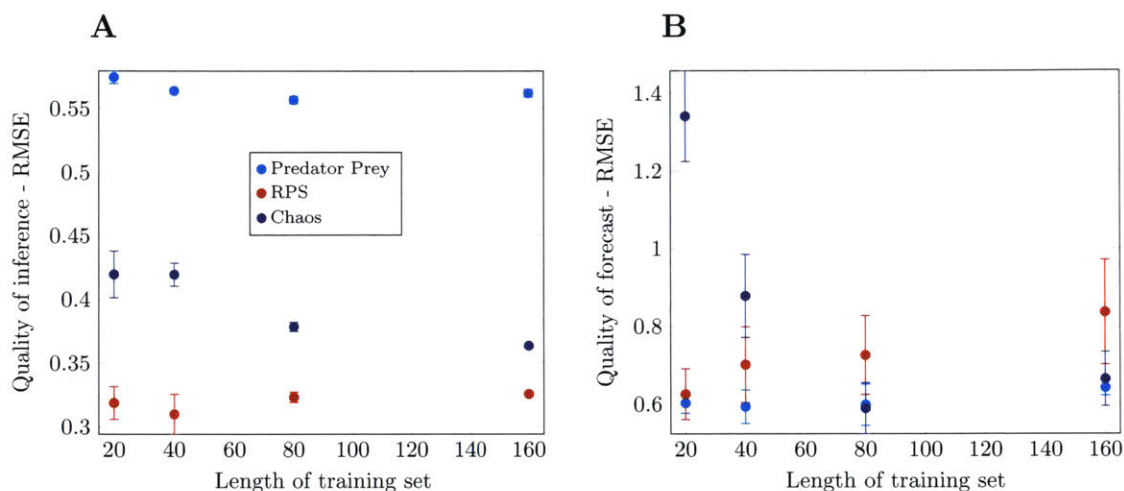 A
Quality of inference - RMSE
0.55
0.5
0.45
0.4
0.35
0.3
Predator Prey
RPS
Chaos
20 40 60 80 100 120 140 160
Length of training set
B
Quality of forecast - RMSE
1.4
1.2
1
0.8
0.6
20 40 60 80 100 120 140 160
Length of training set